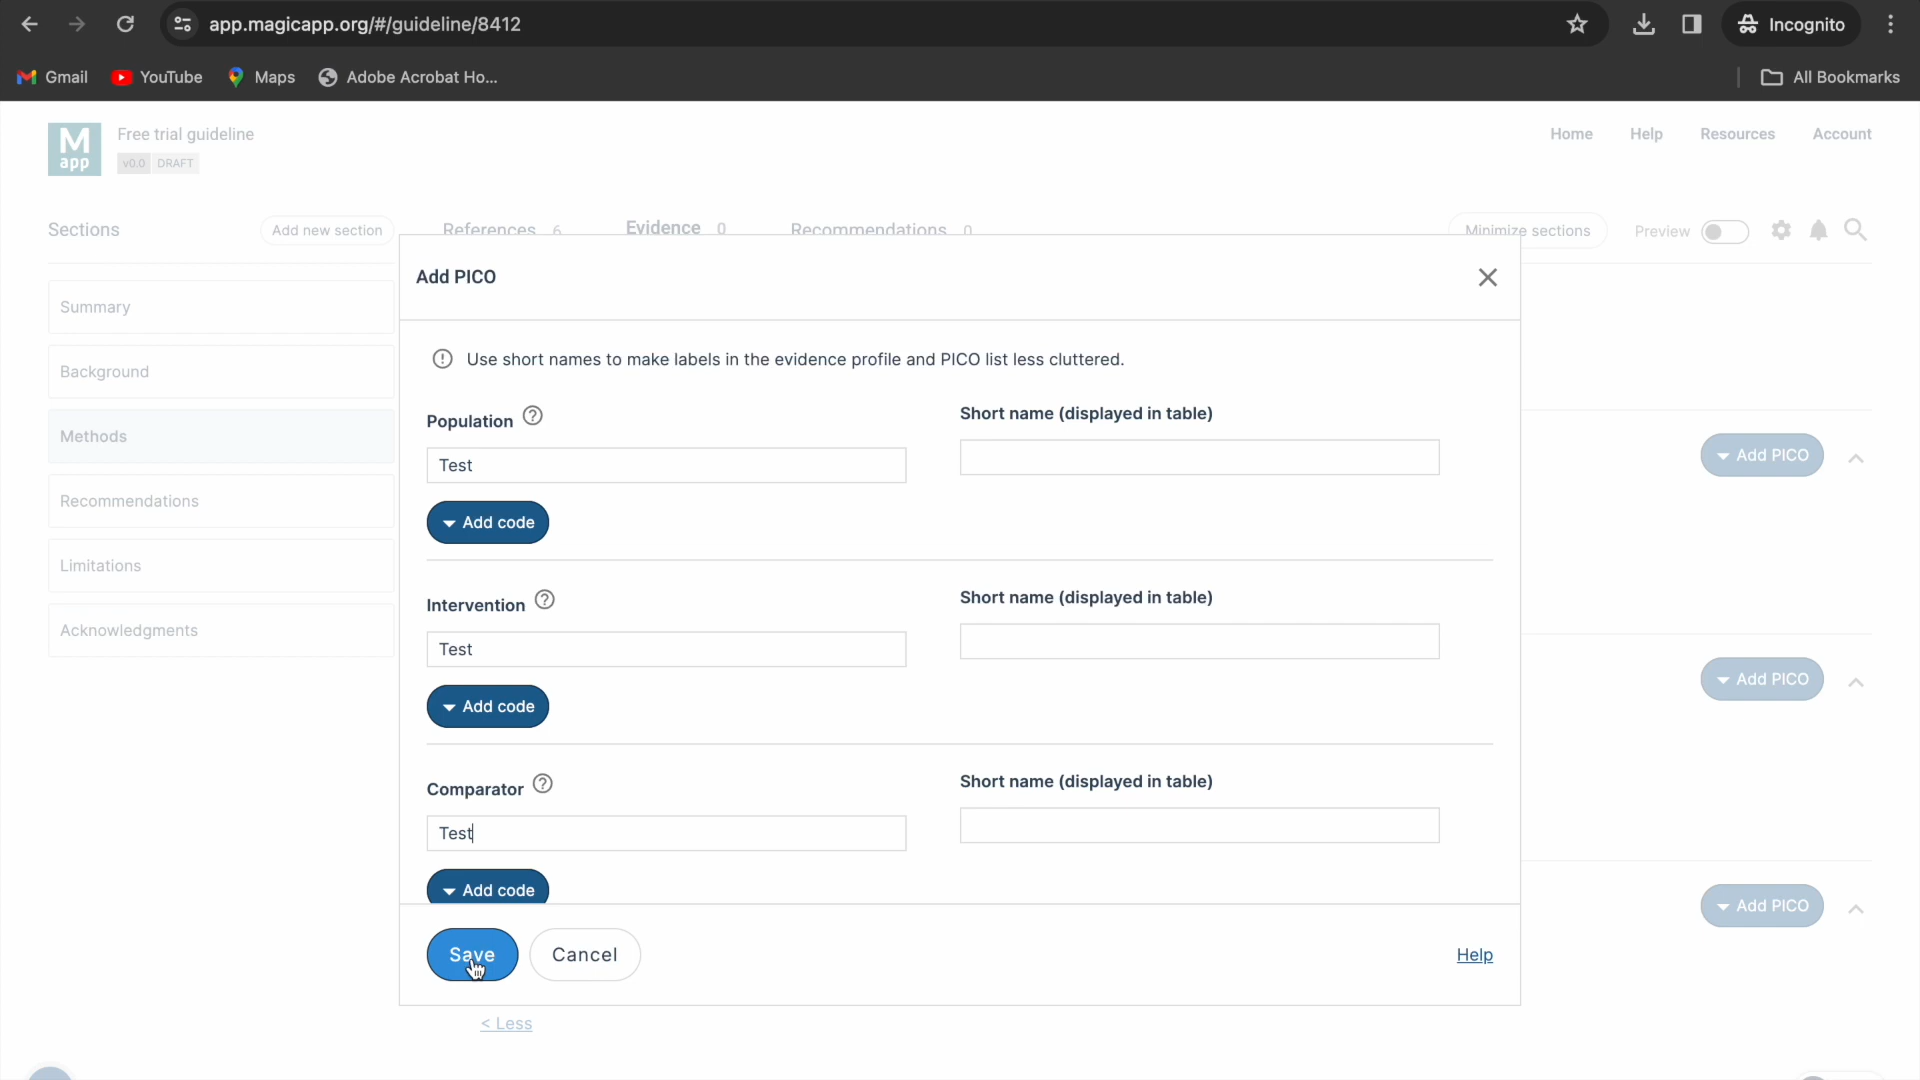 app.magicapp.org/#/guideline/8412
Incognito
Gmail
YouTube
Maps
Adobe Acrobat Ho...
All Bookmarks
M
app
Free trial guideline
v0.0 DRAFT
Home
Help
Resources
Account
Sections
Add new section
References 6
Evidence 0
Recommendations 0
Minimize sections
Preview
Summary
Background
Methods
Recommendations
Limitations
Acknowledgments
Add PICO
Use short names to make labels in the evidence profile and PICO list less cluttered.
Population
Short name (displayed in table)
Test
Add code
Intervention
Short name (displayed in table)
Test
Add code
Comparator
Short name (displayed in table)
Test
Add code
Save
Cancel
Help
Add PICO
Add PICO
Add PICO
< Less